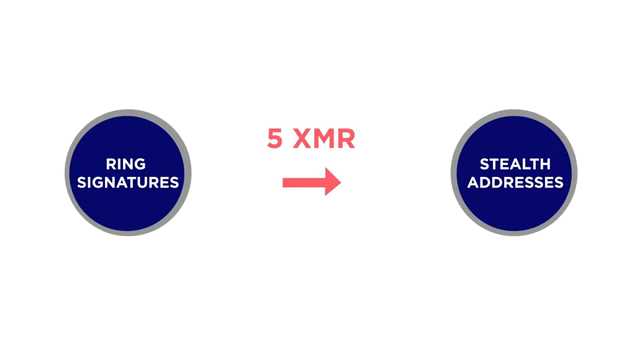 RING
SIGNATURES
5 XMR
STEALTH
ADDRESSES